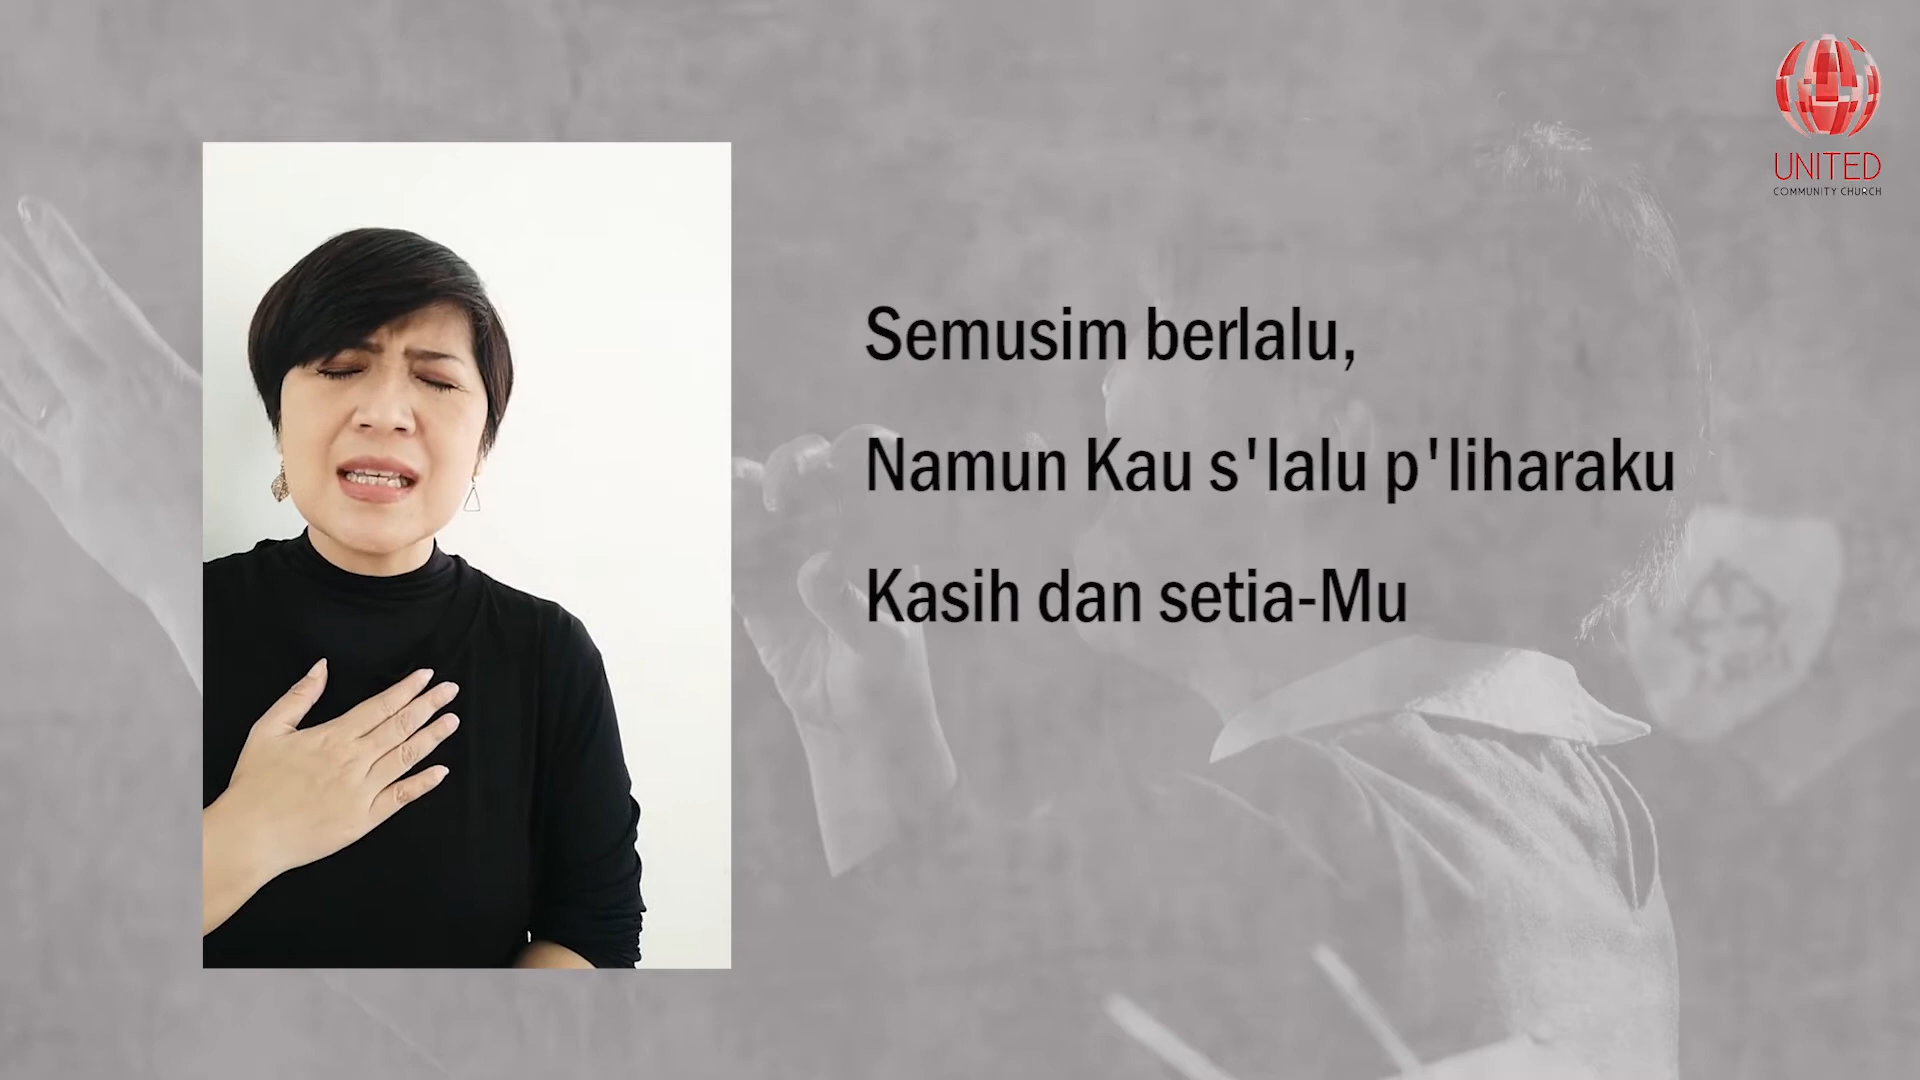 UNITED
COMMUNITY CHURCH
Semusim berlalu,
Namun Kau s'lalu p'liharaku
Kasih dan setia-Mu